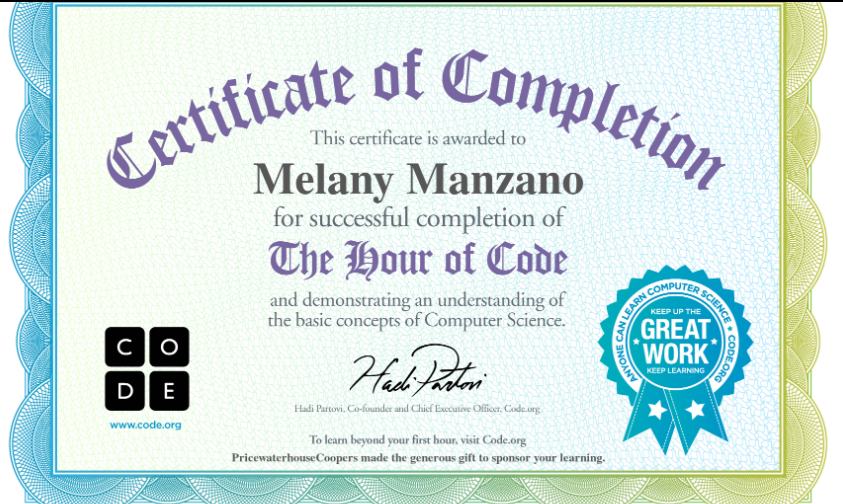 Certificate of Completion
This certificate is awarded to
Melany Manzano
for successful completion of
The Hour of Code
and demonstrating an understanding of
the basic concepts of Computer Science.
C O
D E
www.code.org
Hadi Partovi
Hadi Partovi, Co-founder and Chief Executive Officer, Code.org
ANYONE CAN LEARN COMPUTER SCIENCE • CODE.ORG •
KEEP UP THE
GREAT
WORK
KEEP LEARNING
To learn beyond your first hour, visit Code.org
PricewaterhouseCoopers made the generous gift to sponsor your learning.